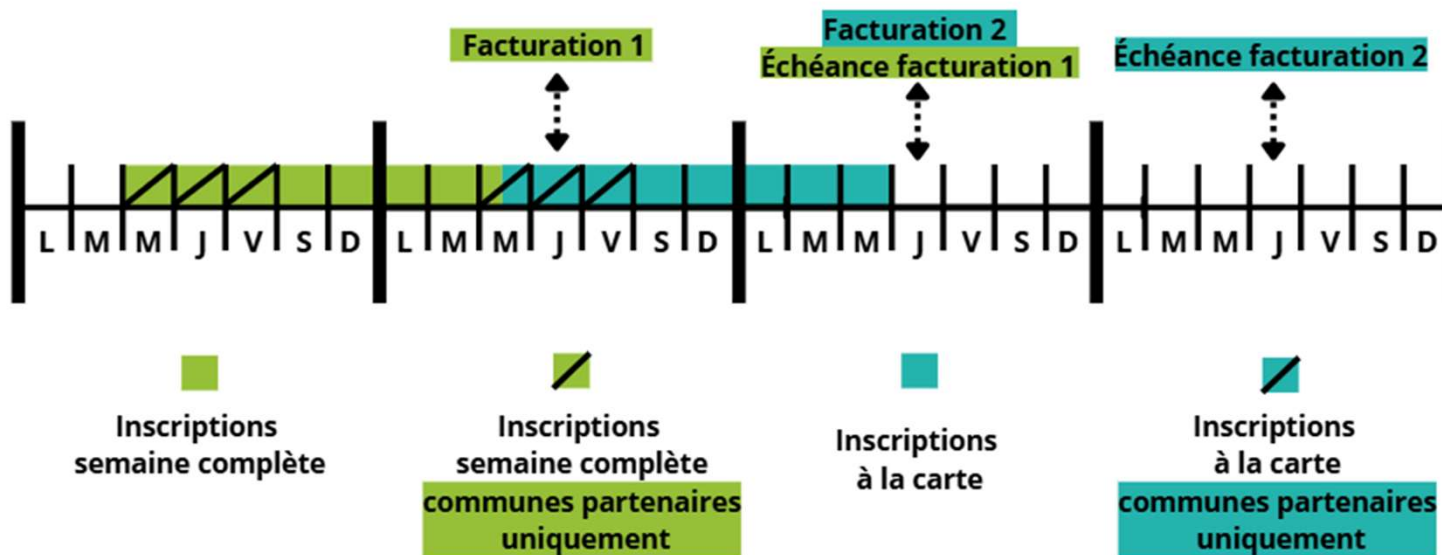 Facturation 1
Facturation 2
Échéance facturation 1
Échéance facturation 2
L M M J V S D L M M J V S D L M M J V S D L M M J V S D
Inscriptions
semaine complète
Inscriptions
semaine complète
communes partenaires
uniquement
Inscriptions
à la carte
Inscriptions
à la carte
communes partenaires
uniquement